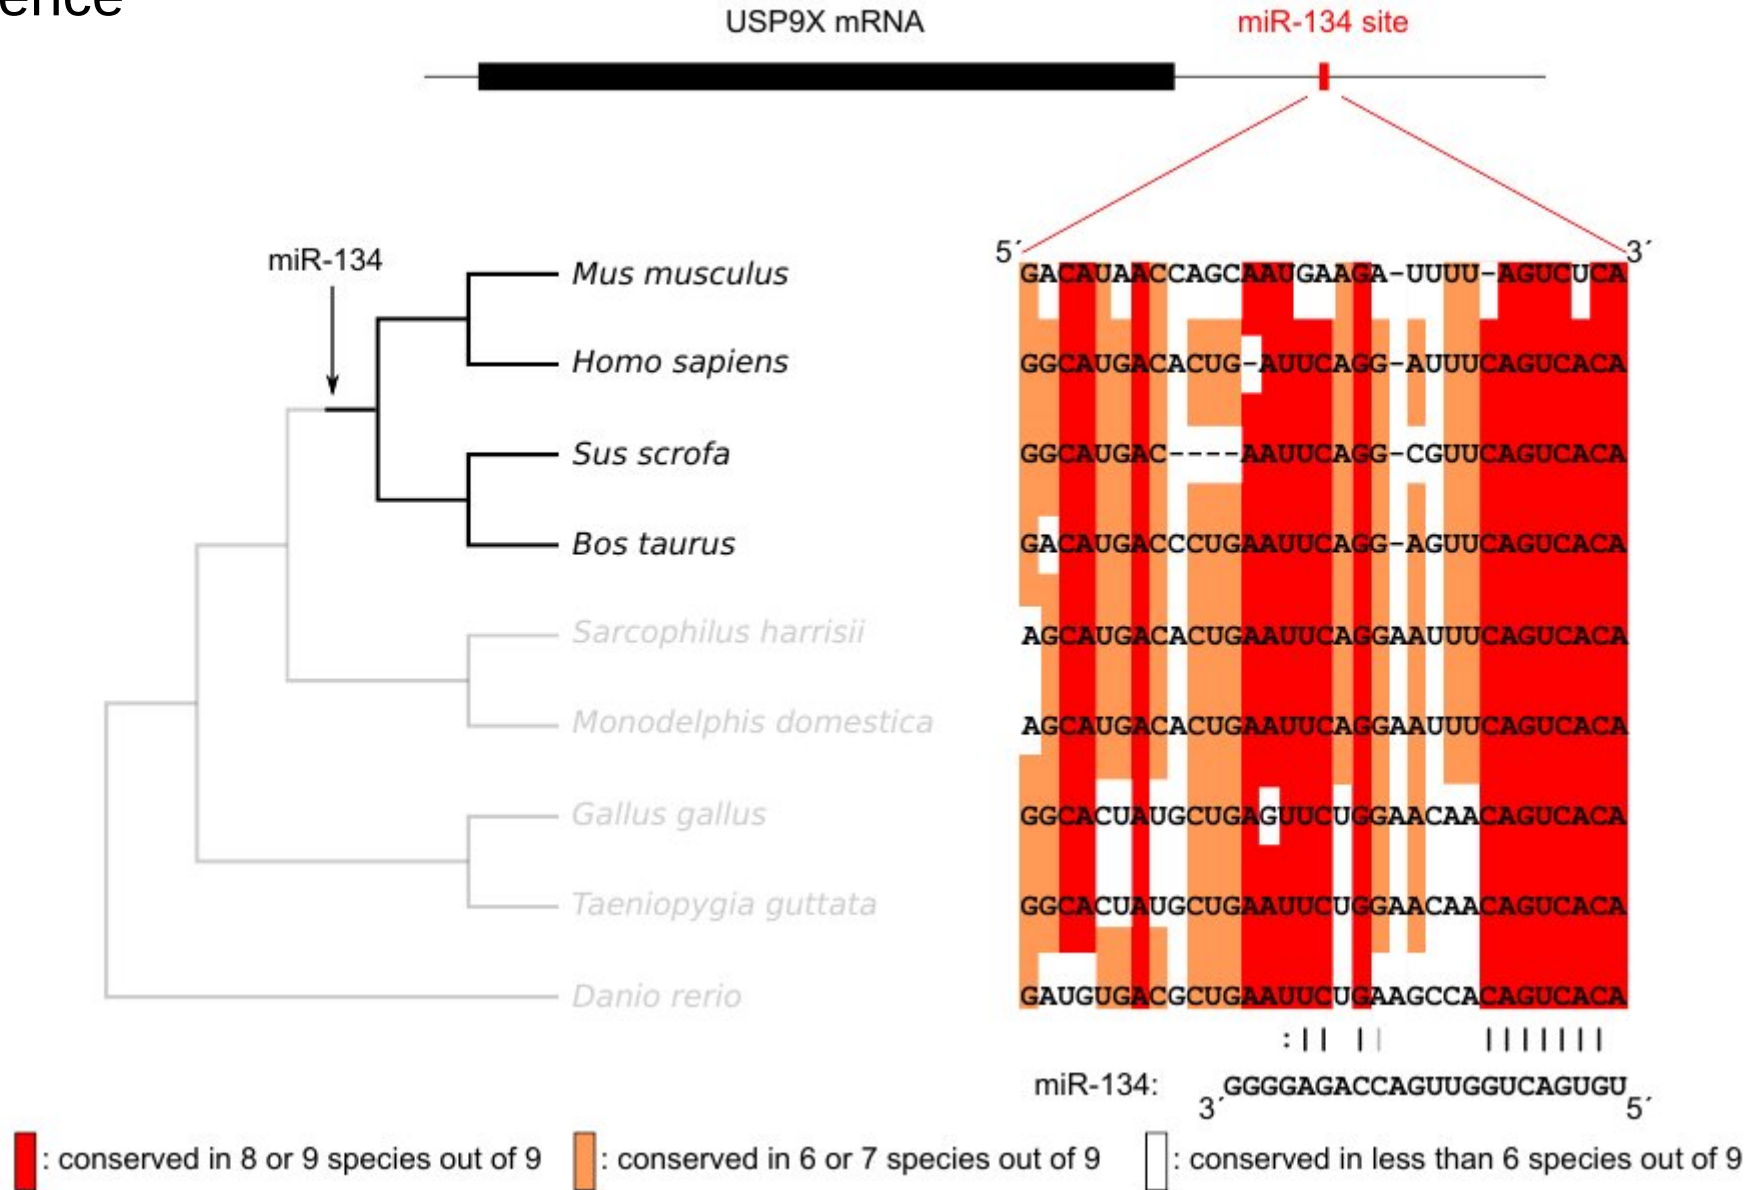 ence
USP9X mRNA
miR-134 site
5´
3´
miR-134
Mus musculus GACAUAACCAGCAAUGAAGA-UUUU-AGUCUCA
Homo sapiens GGCAUGACACUG-AUUCAGG-AUUUCAGUCACA
Sus scrofa GGCAUGAC----AAUUCAGG-CGUUCAGUCACA
Bos taurus GACAUGACCCUGAAUUCAGG-AGUUCAGUCACA
Sarcophilus harrisii AGCAUGACACUGAAUUCAGGAAUUUCAGUCACA
Monodelphis domestica AGCAUGACACUGAAUUCAGGAAUUUCAGUCACA
Gallus gallus GGCACUAUGCUGAGUUCUGGAACAACAGUCACA
Taeniopygia guttata GGCACUAUGCUGAAUUCUGGAACAACAGUCACA
Danio rerio GAUGUGACGCUGAAUUCUGAAGCCACAGUCACA
miR-134: 3´ GGGGAGACCAGUUGGUCAGUGU 5´
: conserved in 8 or 9 species out of 9
: conserved in 6 or 7 species out of 9
: conserved in less than 6 species out of 9